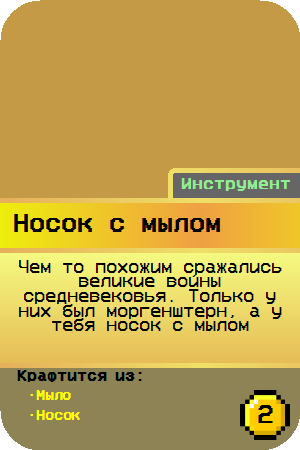 Инструмент
Носок с мылом
Чем то похожим сражались
великие войны
средневековья. Только у
них был моргенштерн, а у
тебя носок с мылом
Крафтится из:
·Мыло
·Носок
2